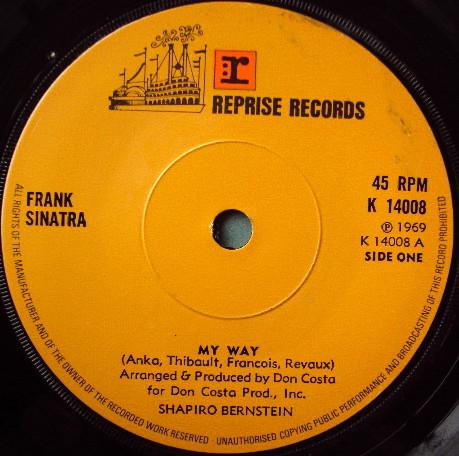 r
REPRISE RECORDS
FRANK
SINATRA
45 RPM
K 14008
℗ 1969
K 14008 A
SIDE ONE
MY WAY
(Anka, Thibault, Francois, Revaux)
Arranged & Produced by Don Costa
for Don Costa Prod., Inc.
SHAPIRO BERNSTEIN
ALL RIGHTS OF THE MANUFACTURER AND OF THE OWNER OF THE RECORDED WORK RESERVED · UNAUTHORISED COPYING PUBLIC PERFORMANCE AND BROADCASTING OF THIS RECORD PROHIBITED